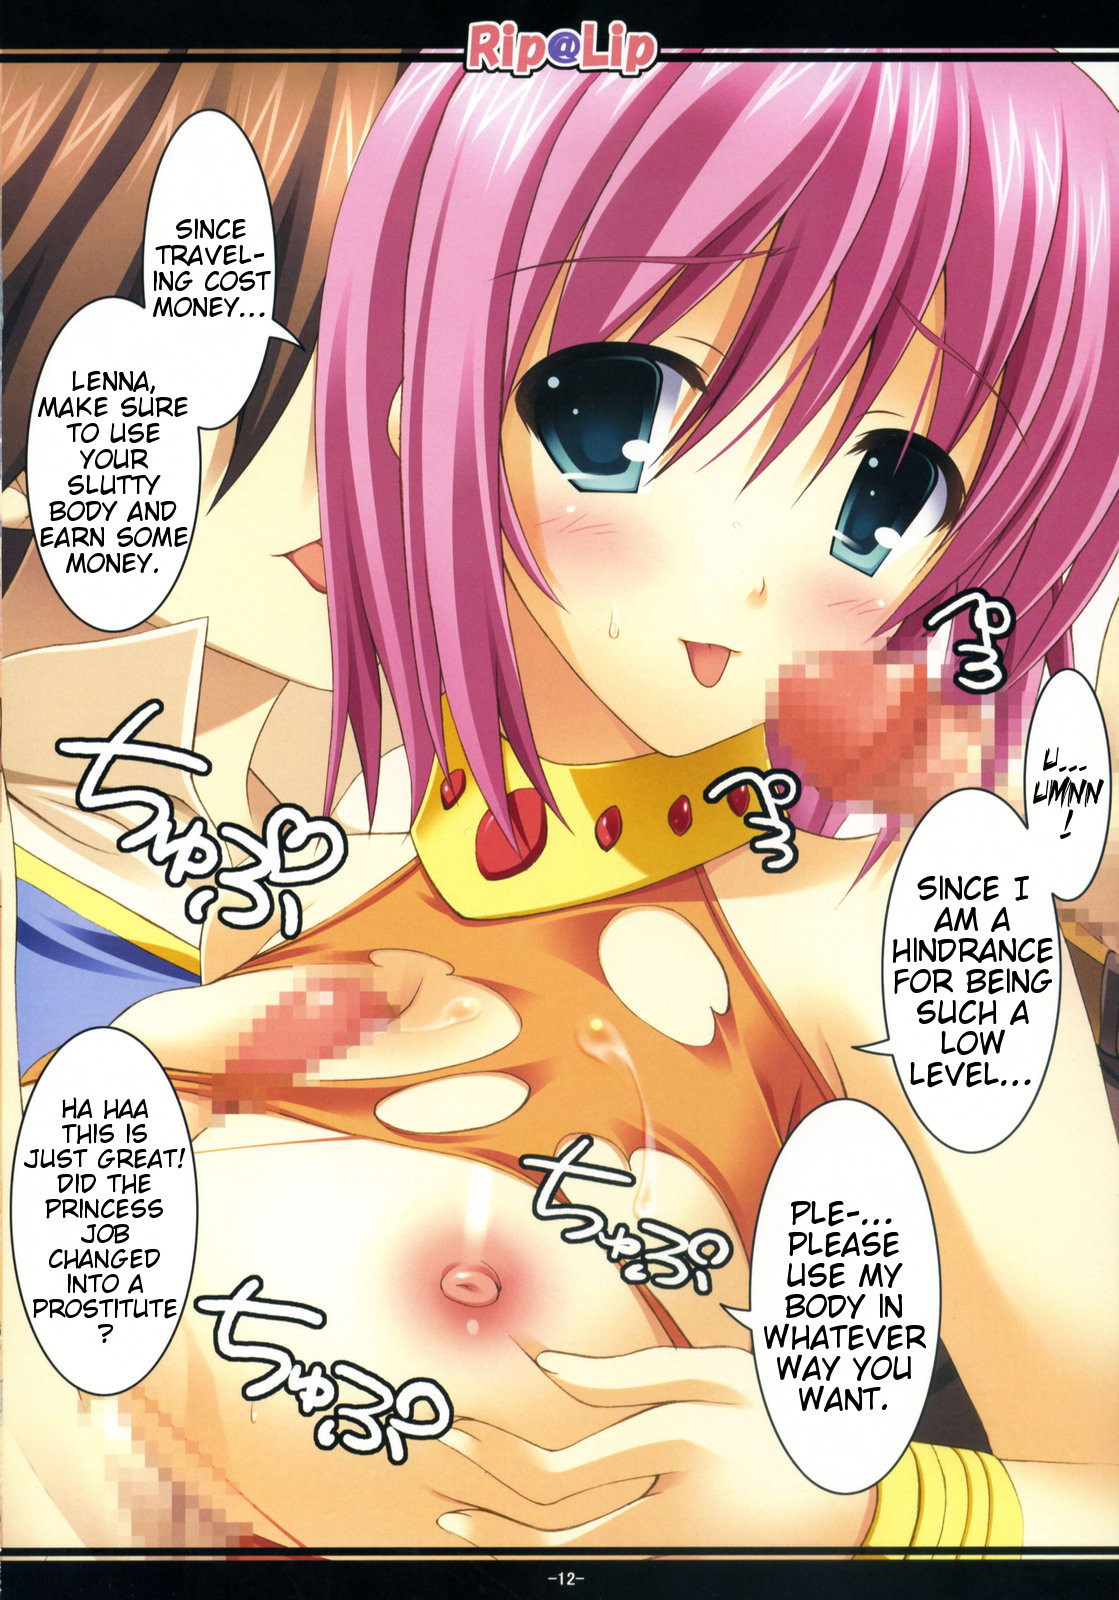 Rip@Lip
SINCE
TRAVEL-
ING COST
MONEY...
LENNA,
MAKE SURE
TO USE
YOUR
SLUTTY
BODY AND
EARN SOME
MONEY.
ペろ
U...
UMNN
!
SINCE I
AM A
HINDRANCE
FOR BEING
SUCH A
LOW
LEVEL...
ちゅぷ♡
ペろ
HA HAA
THIS IS
JUST GREAT!
DID THE
PRINCESS
JOB
CHANGED
INTO A
PROSTITUTE
?
ちゅぷ
ちゅぷ
PLE-...
PLEASE
USE MY
BODY IN
WHATEVER
WAY YOU
WANT.
-12-